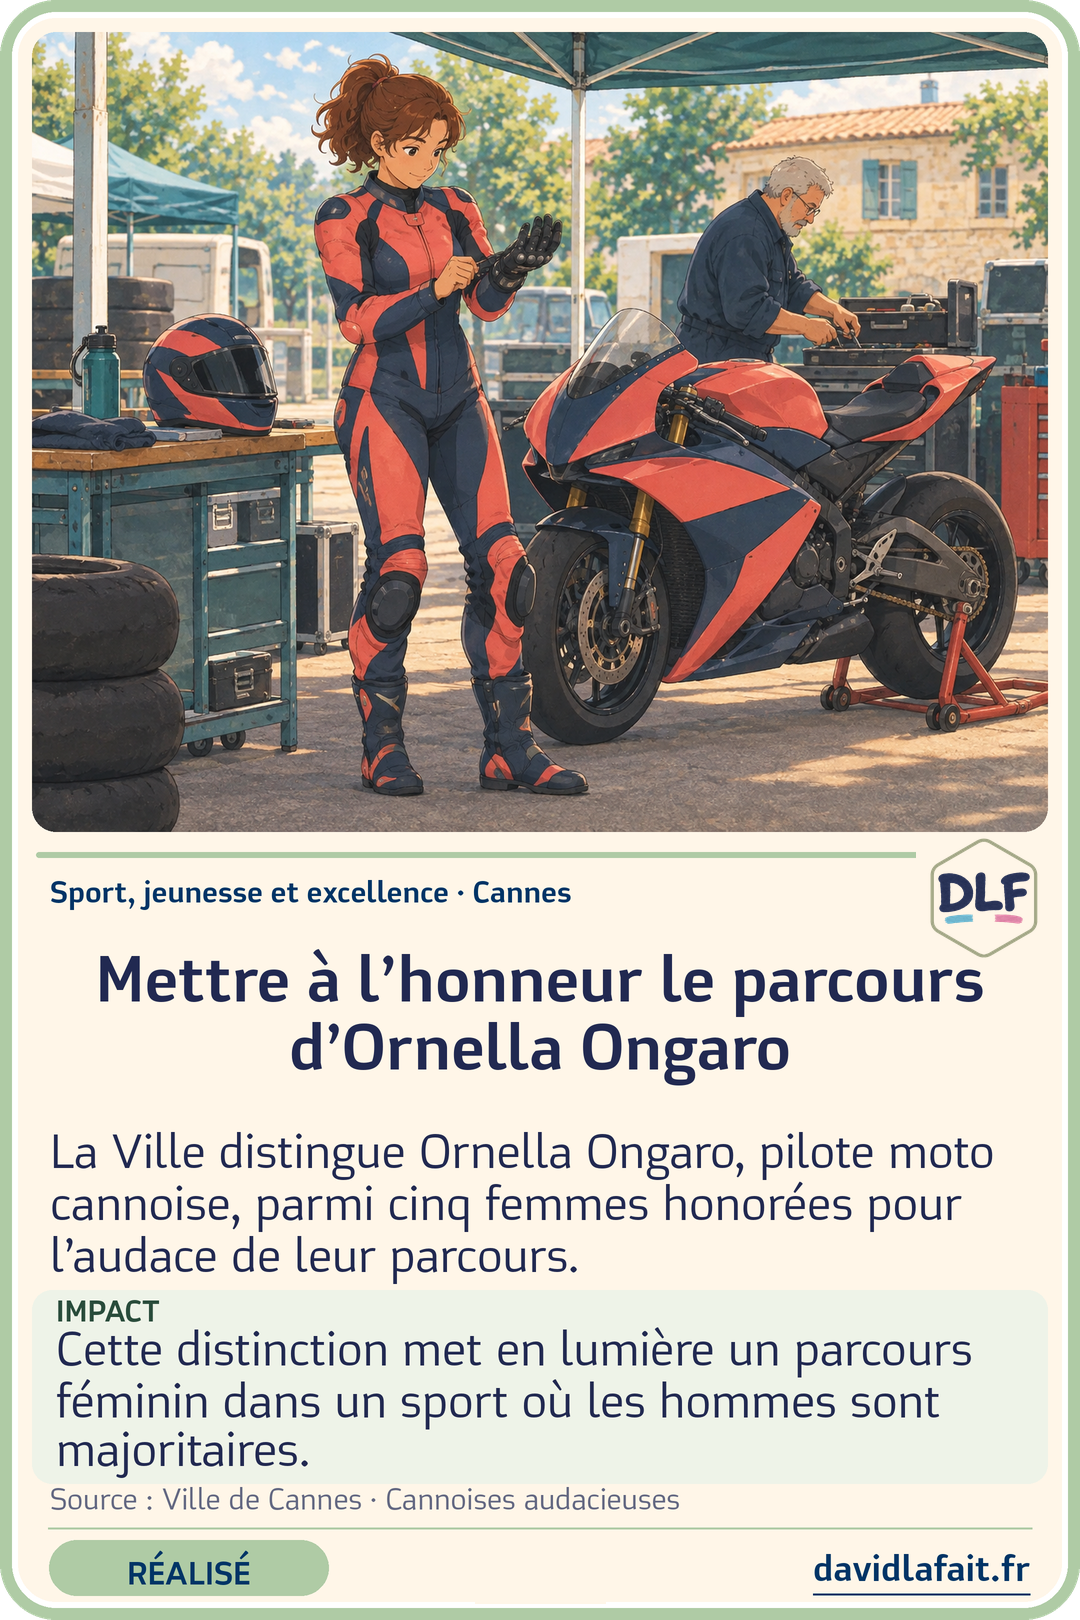 Sport, jeunesse et excellence · Cannes
DLF
Mettre à l’honneur le parcours
d’Ornella Ongaro
La Ville distingue Ornella Ongaro, pilote moto
cannoise, parmi cinq femmes honorées pour
l’audace de leur parcours.
IMPACT
Cette distinction met en lumière un parcours
féminin dans un sport où les hommes sont
majoritaires.
Source : Ville de Cannes · Cannoises audacieuses
RÉALISÉ
davidlafait.fr